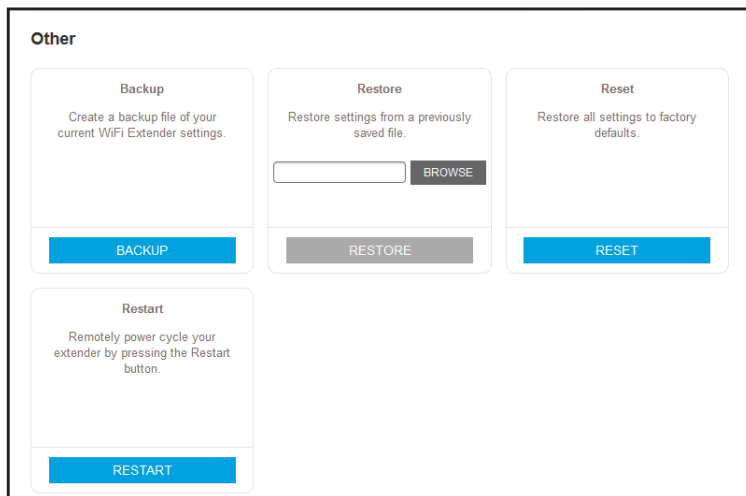 Other
Backup
Create a backup file of your
current WiFi Extender settings.
BACKUP
Restore
Restore settings from a previously
saved file.
BROWSE
RESTORE
Reset
Restore all settings to factory
defaults.
RESET
Restart
Remotely power cycle your
extender by pressing the Restart
button.
RESTART